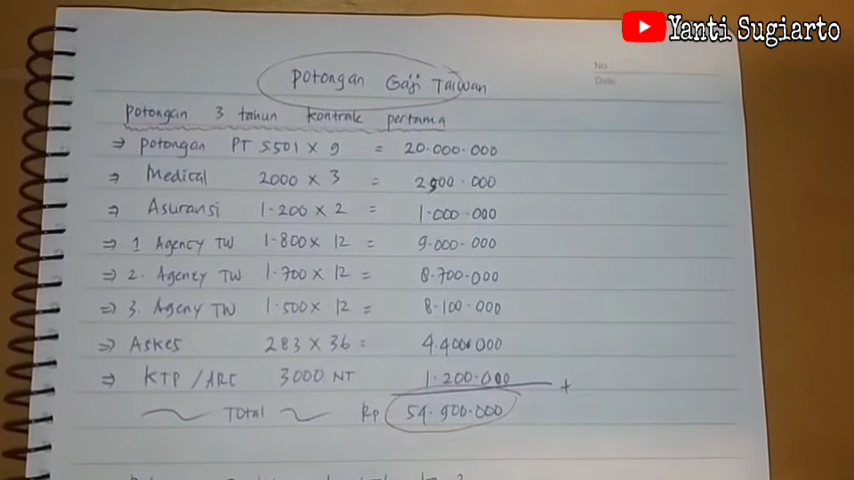 Yanti Sugiarto
No
Date
Potongan Gaji Taiwan
Potongan 3 tahun kontrak pertama
⇒ Potongan PT 5.501 x 9 = 20.000.000
⇒ Medical 2000 x 3 = 2900.000
⇒ Asuransi 1.200 x 2 = 1.000.000
⇒ 1 Agency TW 1.800 x 12 = 9.000.000
⇒ 2. Agency TW 1.700 x 12 = 8.700.000
⇒ 3. Ageny TW 1.500 x 12 = 8.100.000
⇒ Askes 283 x 36 = 4.400.000
⇒ KTP / ARC 3000 NT 1.200.000 +
Total Rp 54.900.000